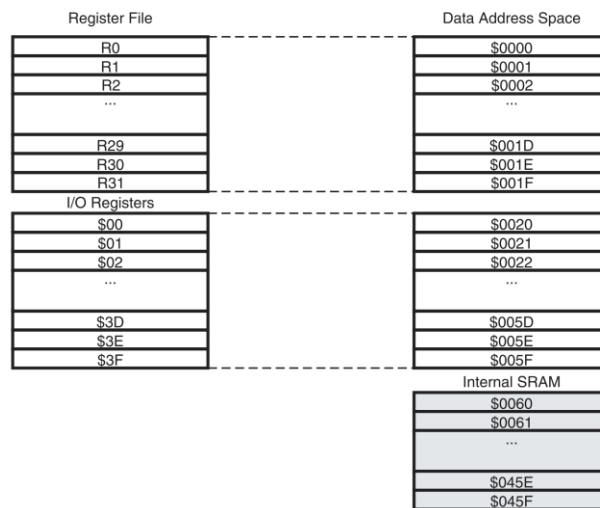 Register File Data Address Space
R0 $0000
R1 $0001
R2 $0002
... ...
R29 $001D
R30 $001E
R31 $001F
I/O Registers
$00 $0020
$01 $0021
$02 $0022
... ...
$3D $005D
$3E $005E
$3F $005F
Internal SRAM
$0060
$0061
...
$045E
$045F